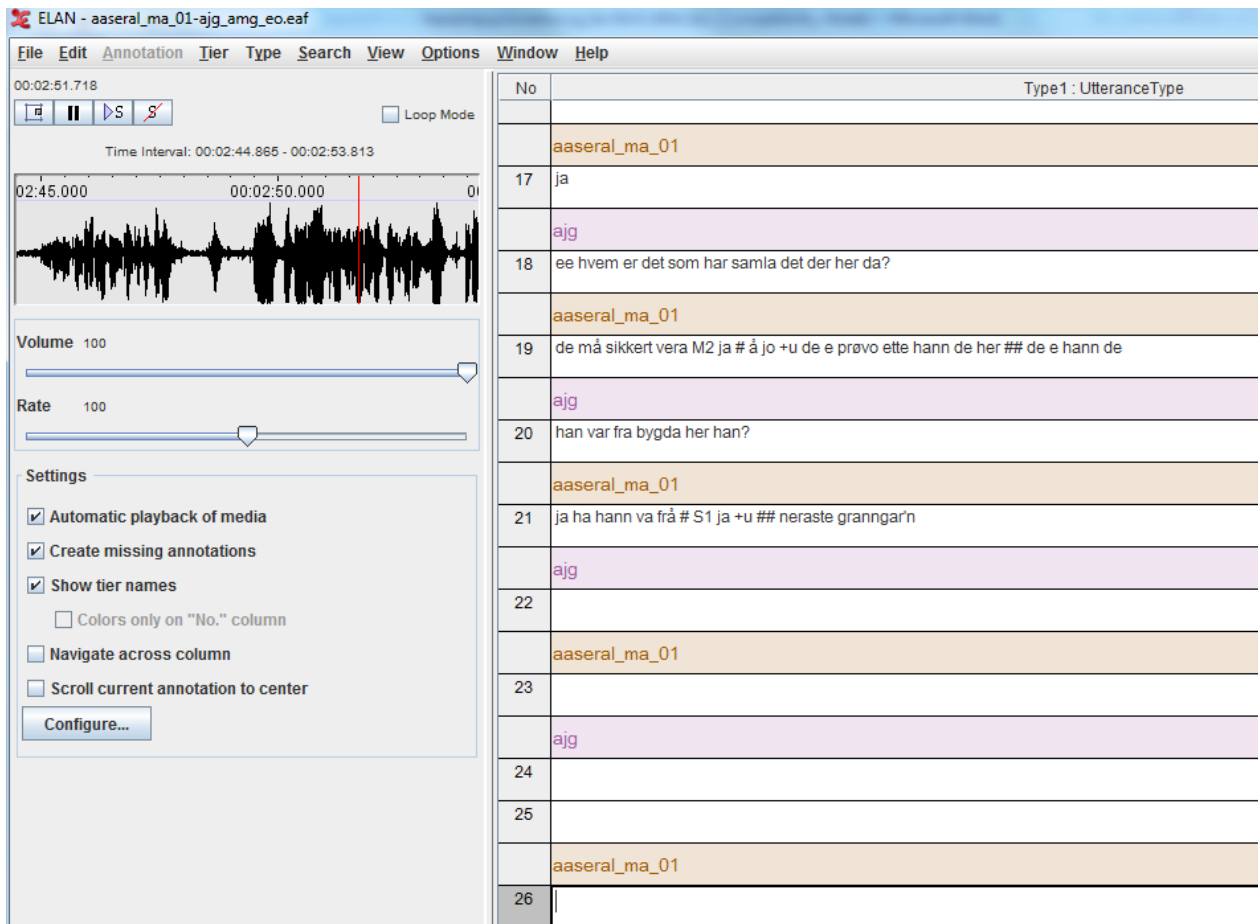 ELAN - aaseral_ma_01-ajg_amg_eo.eaf
File Edit Annotation Tier Type Search View Options Window Help
00:02:51.718
S S
Loop Mode
Time Interval: 00:02:44.865 - 00:02:53.813
02:45.000 00:02:50.000 0
Volume 100
Rate 100
Settings
Automatic playback of media
Create missing annotations
Show tier names
Colors only on "No." column
Navigate across column
Scroll current annotation to center
Configure...
No Type1 : UtteranceType
aaseral_ma_01
17 ja
ajg
18 ee hvem er det som har samla det der her da?
aaseral_ma_01
19 de må sikkert vera M2 ja # å jo +u de e prøvo ette hann de her ## de e hann de
ajg
20 han var fra bygda her han?
aaseral_ma_01
21 ja ha hann va frå # S1 ja +u ## neraste granngar'n
ajg
22
aaseral_ma_01
23
ajg
24
25
aaseral_ma_01
26